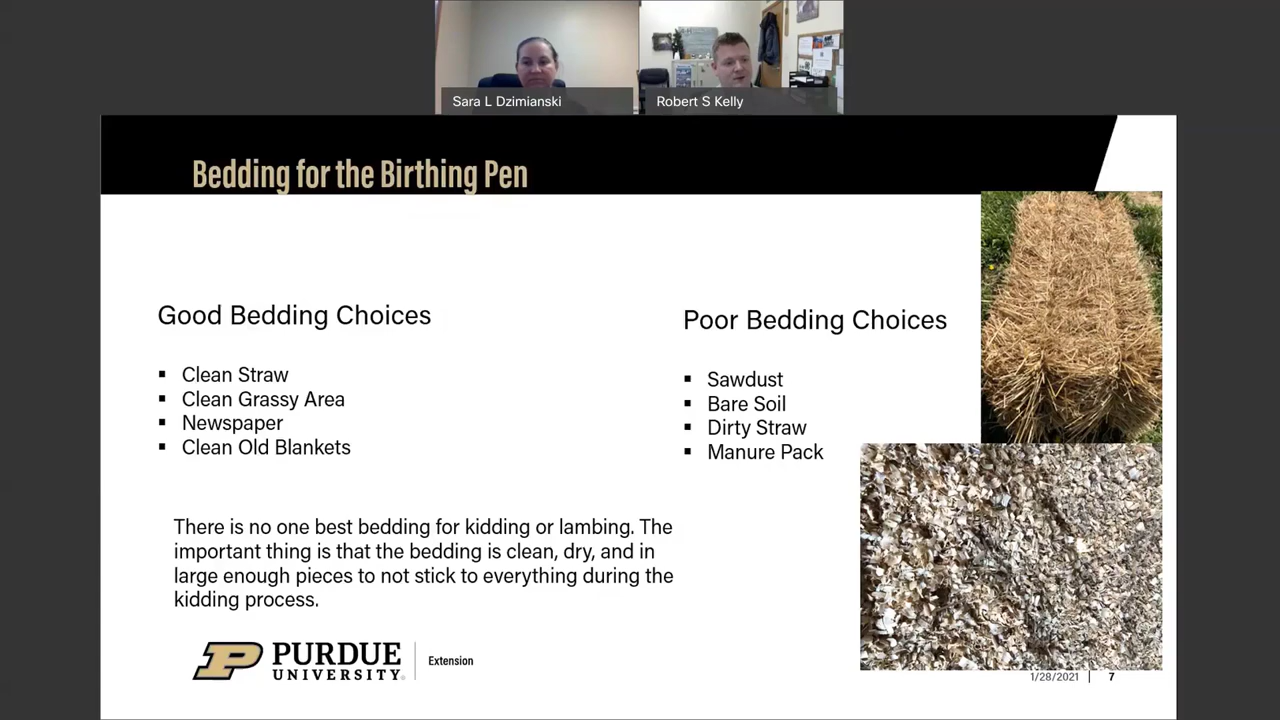 Sara L Dzimianski
Robert S Kelly
Bedding for the Birthing Pen
Good Bedding Choices
▪ Clean Straw
▪ Clean Grassy Area
▪ Newspaper
▪ Clean Old Blankets
Poor Bedding Choices
▪ Sawdust
▪ Bare Soil
▪ Dirty Straw
▪ Manure Pack
There is no one best bedding for kidding or lambing. The
important thing is that the bedding is clean, dry, and in
large enough pieces to not stick to everything during the
kidding process.
PURDUE
UNIVERSITY
Extension
1/28/2021 | 7